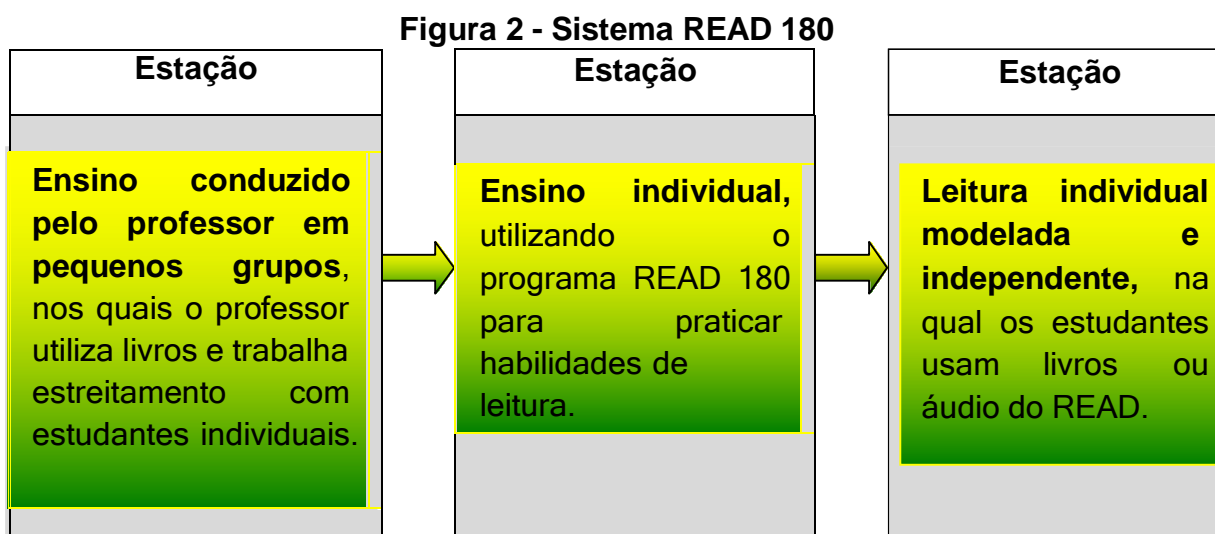 Figura 2 - Sistema READ 180
Estação
Ensino conduzido
pelo professor em
pequenos grupos,
nos quais o professor
utiliza livros e trabalha
estreitamento com
estudantes individuais.
Estação
Ensino individual,
utilizando o
programa READ 180
para praticar
habilidades de
leitura.
Estação
Leitura individual
modelada e
independente, na
qual os estudantes
usam livros ou
áudio do READ.